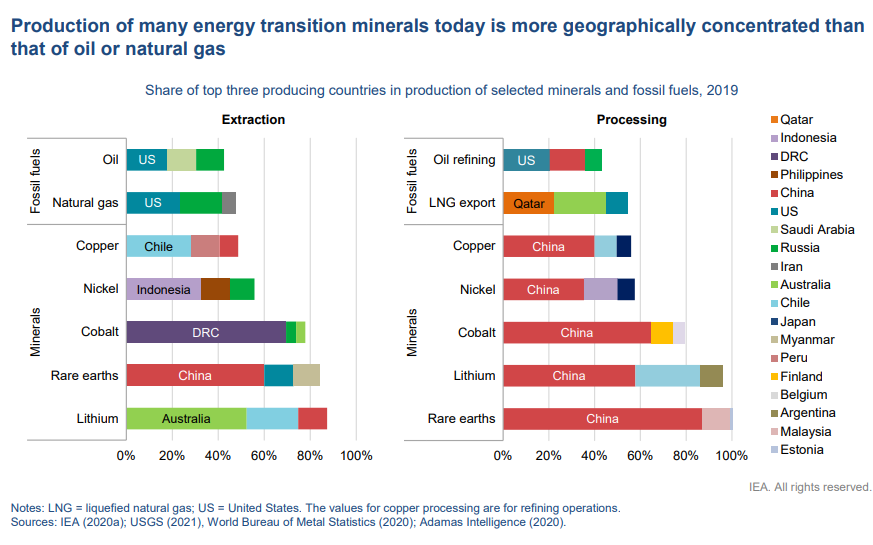 Production of many energy transition minerals today is more geographically concentrated than
that of oil or natural gas
Share of top three producing countries in production of selected minerals and fossil fuels, 2019
Extraction
Fossil fuels
Oil
US
Natural gas
US
Minerals
Copper
Chile
Nickel
Indonesia
Cobalt
DRC
Rare earths
China
Lithium
Australia
0% 20% 40% 60% 80% 100%
Processing
Fossil fuels
Oil refining
US
LNG export
Qatar
Minerals
Copper
China
Nickel
China
Cobalt
China
Lithium
China
Rare earths
China
0% 20% 40% 60% 80% 100%
Qatar
Indonesia
DRC
Philippines
China
US
Saudi Arabia
Russia
Iran
Australia
Chile
Japan
Myanmar
Peru
Finland
Belgium
Argentina
Malaysia
Estonia
IEA. All rights reserved.
Notes: LNG = liquefied natural gas; US = United States. The values for copper processing are for refining operations.
Sources: IEA (2020a); USGS (2021), World Bureau of Metal Statistics (2020); Adamas Intelligence (2020).